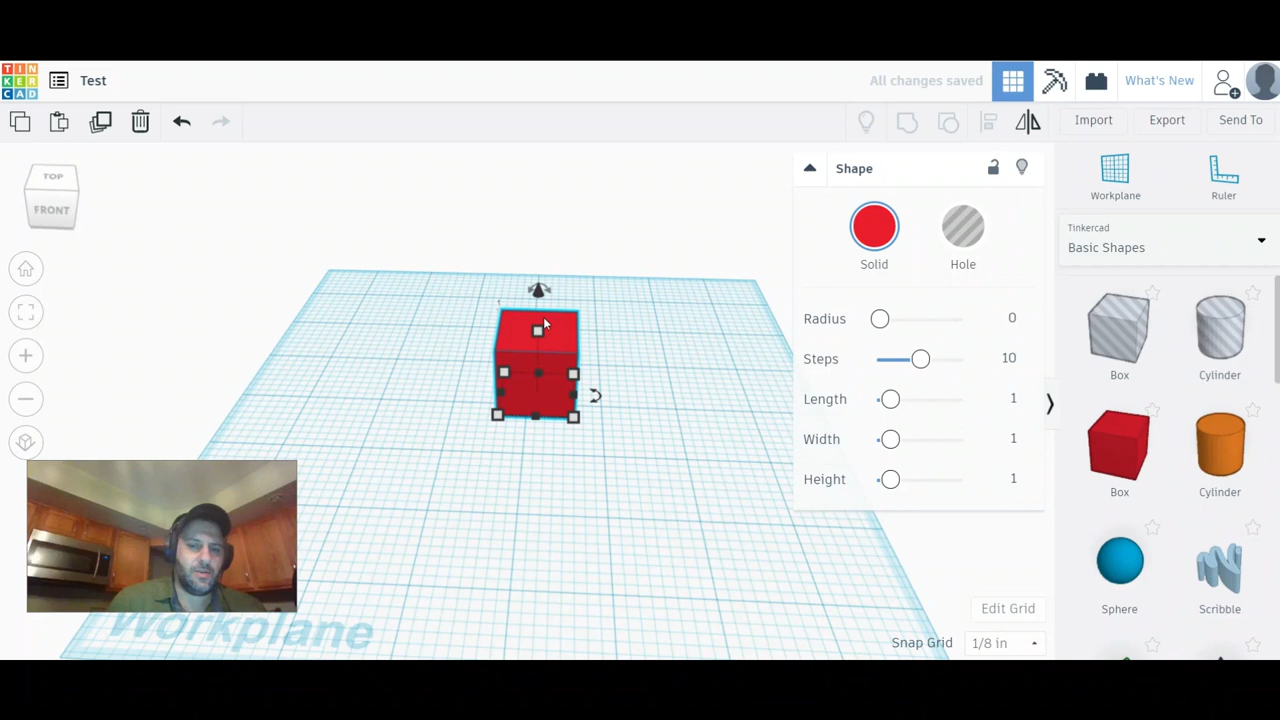 TIN
KER
CAD
Test
All changes saved
What's New
Import
Export
Send To
TOP
FRONT
Shape
Solid
Hole
Radius 0
Steps 10
Length 1
Width 1
Height 1
Workplane
Ruler
Tinkercad
Basic Shapes
Box
Cylinder
Box
Cylinder
Sphere
Scribble
Workplane
Edit Grid
Snap Grid 1/8 in